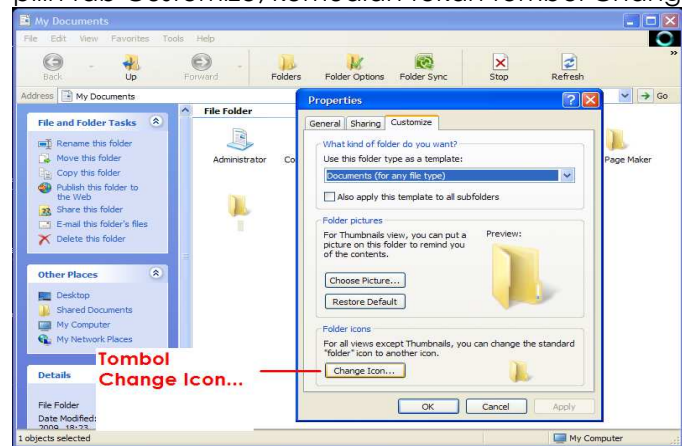 pilih tab Customize, kemudian tekan tombol Chang
My Documents
File Edit View Favorites Tools Help
Back Up Forward Folders Folder Options Folder Sync Stop Refresh
Address My Documents Go
File and Folder Tasks
Rename this folder
Move this folder
Copy this folder
Publish this folder to
the Web
Share this folder
E-mail this folder's files
Delete this folder
Other Places
Desktop
Shared Documents
My Computer
My Network Places
Details
File Folder
Date Modified:
2009, 18:23
File Folder
Administrator
Co
Page Maker
Properties
General Sharing Customize
What kind of folder do you want?
Use this folder type as a template:
Documents (for any file type)
Also apply this template to all subfolders
Folder pictures
For Thumbnails view, you can put a
picture on this folder to remind you
of the contents.
Preview:
Choose Picture...
Restore Default
Folder icons
For all views except Thumbnails, you can change the standard
"folder" icon to another icon.
Change Icon...
OK Cancel Apply
Tombol
Change Icon...
1 objects selected
My Computer